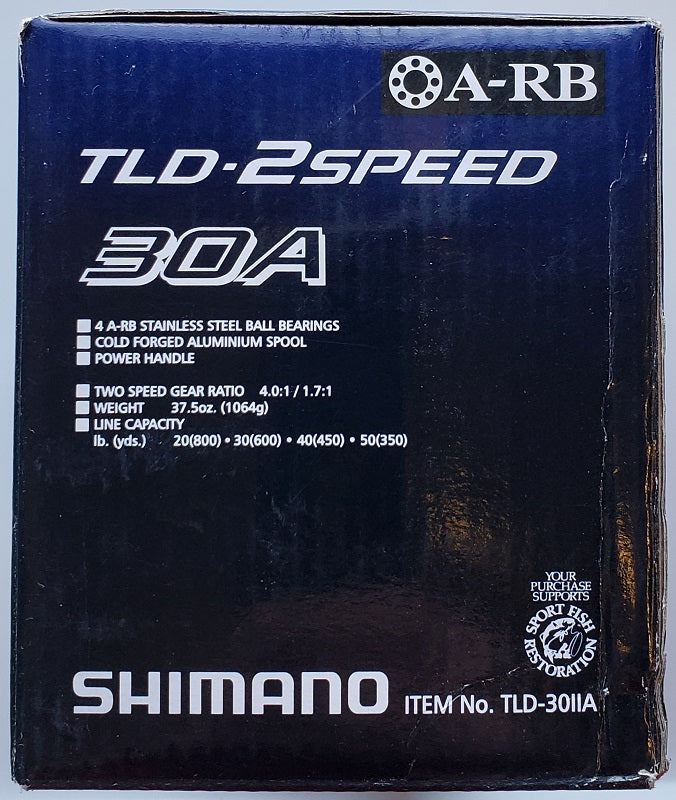 A-RB
TLD-2SPEED
30A
4 A-RB STAINLESS STEEL BALL BEARINGS
COLD FORGED ALUMINIUM SPOOL
POWER HANDLE
TWO SPEED GEAR RATIO 4.0:1 / 1.7:1
WEIGHT 37.5oz. (1064g)
LINE CAPACITY
lb. (yds.) 20(800) • 30(600) • 40(450) • 50(350)
YOUR
PURCHASE
SUPPORTS
SPORT FISH
RESTORATION
SHIMANO ITEM No. TLD-30IIA